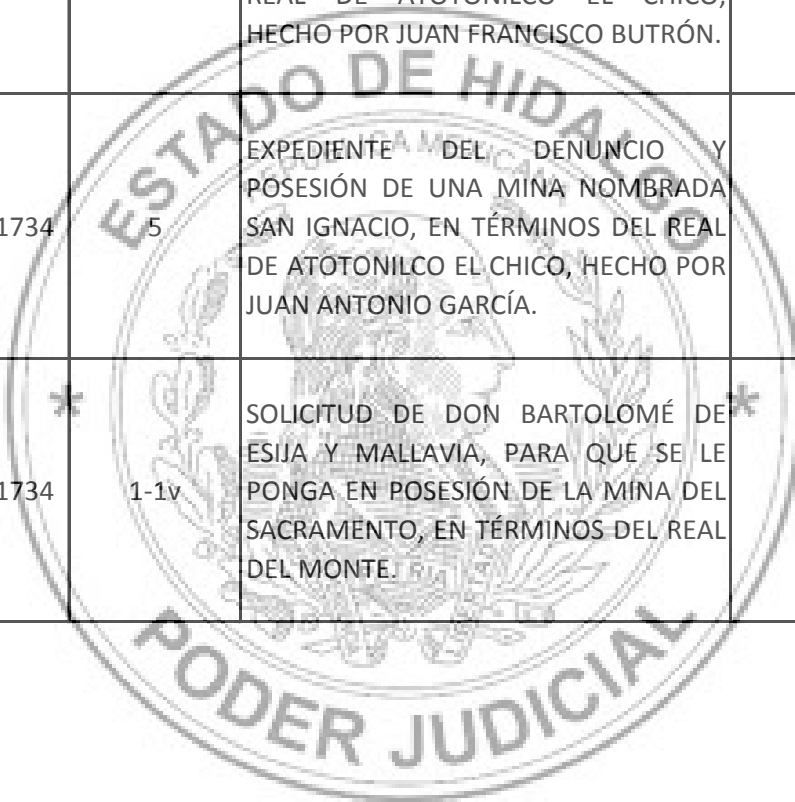 REAL DE ATOTONILCO EL CHICO,
HECHO POR JUAN FRANCISCO BUTRÓN.
1734
5
EXPEDIENTE DEL DENUNCIO Y
POSESIÓN DE UNA MINA NOMBRADA
SAN IGNACIO, EN TÉRMINOS DEL REAL
DE ATOTONILCO EL CHICO, HECHO POR
JUAN ANTONIO GARCÍA.
1734
1-1v
SOLICITUD DE DON BARTOLOMÉ DE
ESIJA Y MALLAVIA, PARA QUE SE LE
PONGA EN POSESIÓN DE LA MINA DEL
SACRAMENTO, EN TÉRMINOS DEL REAL
DEL MONTE.
ESTADO DE HIDALGO
PODER JUDICIAL